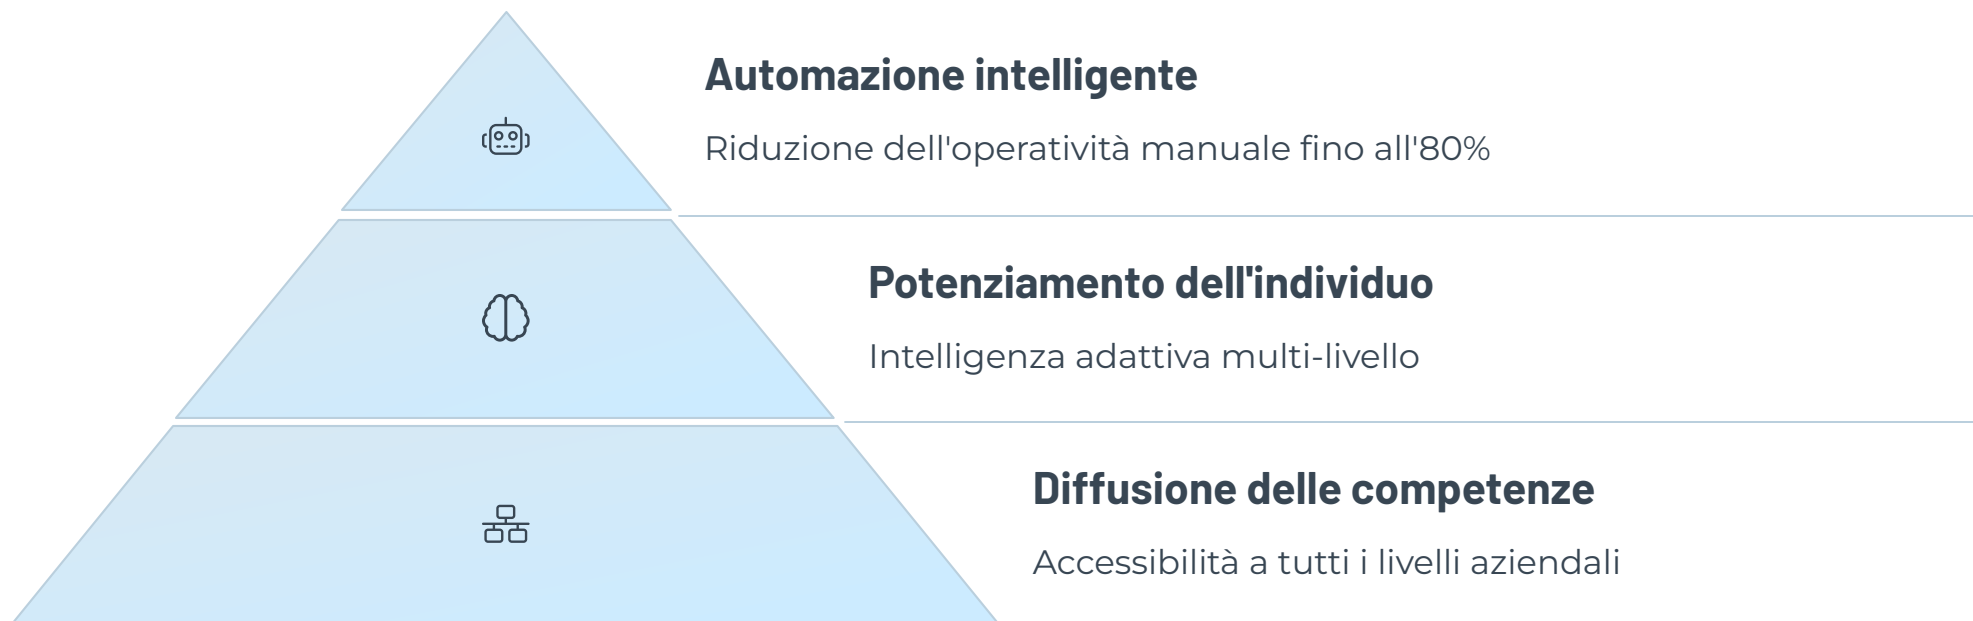 Automazione intelligente
Riduzione dell'operatività manuale fino all'80%
Potenziamento dell'individuo
Intelligenza adattiva multi-livello
Diffusione delle competenze
Accessibilità a tutti i livelli aziendali